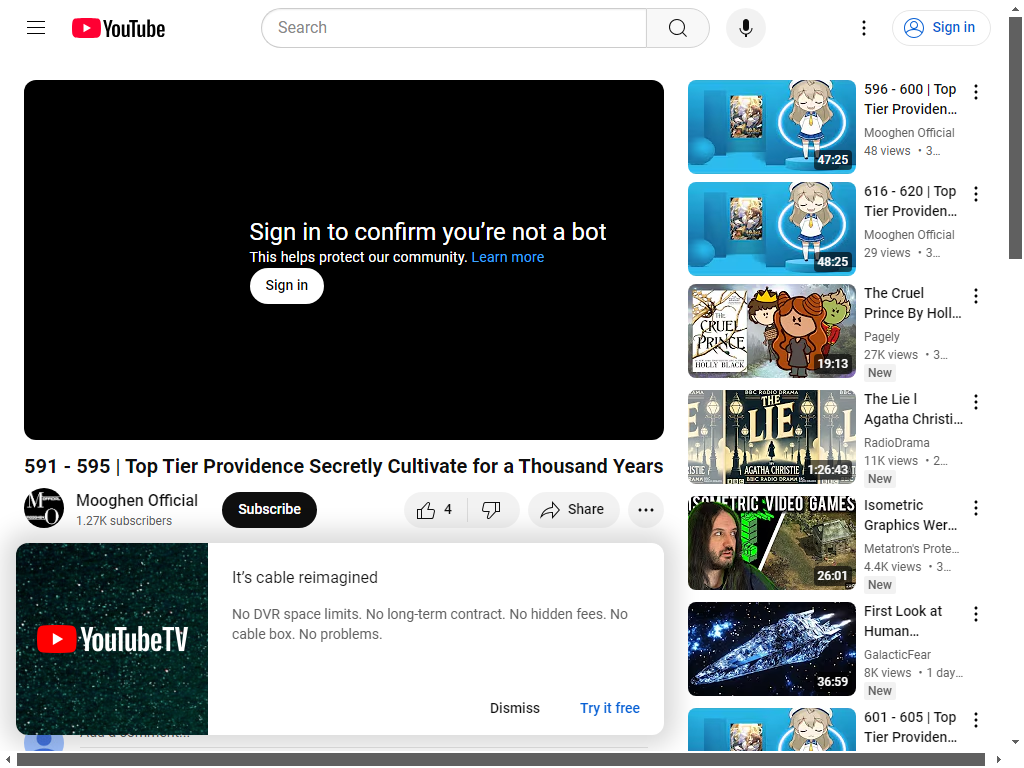 YouTube
Search
Sign in
Sign in to confirm you’re not a bot
This helps protect our community. Learn more
Sign in
591 - 595 | Top Tier Providence Secretly Cultivate for a Thousand Years
Mooghen Official
1.27K subscribers
Subscribe
4
Share
YouTubeTV
It’s cable reimagined
No DVR space limits. No long-term contract. No hidden fees. No
cable box. No problems.
Dismiss
Try it free
Add a comment...
47:25
596 - 600 | Top
Tier Providen...
Mooghen Official
48 views • 3...
48:25
616 - 620 | Top
Tier Providen...
Mooghen Official
29 views • 3...
THE
CRUEL
PRINCE
HOLLY BLACK
19:13
The Cruel
Prince By Holl...
Pagely
27K views • 3...
New
BBC RADIO DRAMA
THE
LIE
AGATHA CHRISTIE
BBC RADIO DRAMA
1:26:43
The Lie l
Agatha Christi...
RadioDrama
11K views • 2...
New
ISOMETRIC VIDEO GAMES
26:01
Isometric
Graphics Wer...
Metatron's Prote...
4.4K views • 3...
New
36:59
First Look at
Human...
GalacticFear
8K views • 1 day...
New
601 - 605 | Top
Tier Providen...